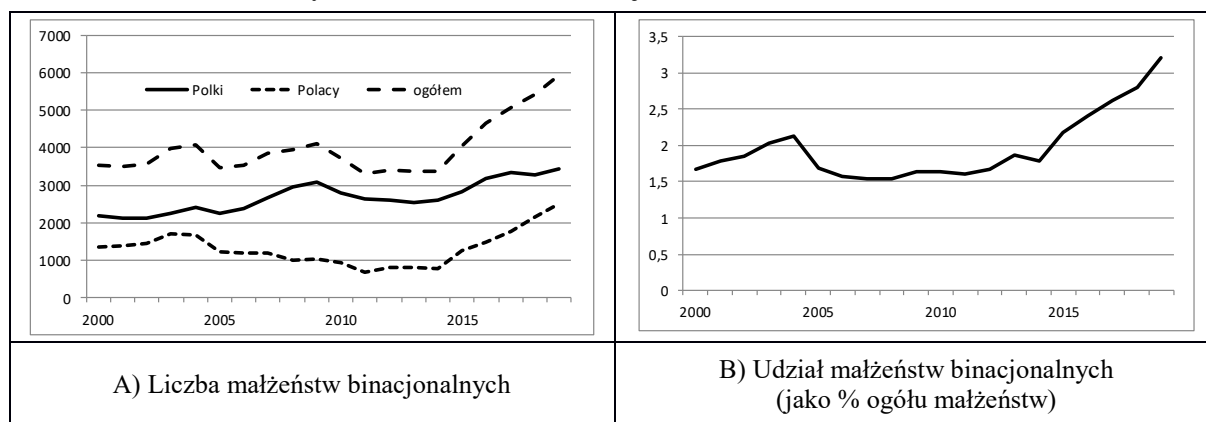 7000
6000
5000
4000
3000
2000
1000
0
Polki Polacy ogółem
2000 2005 2010 2015
3,5
3
2,5
2
1,5
1
0,5
0
2000 2005 2010 2015
A) Liczba małżeństw binacjonalnych
B) Udział małżeństw binacjonalnych
(jako % ogółu małżeństw)